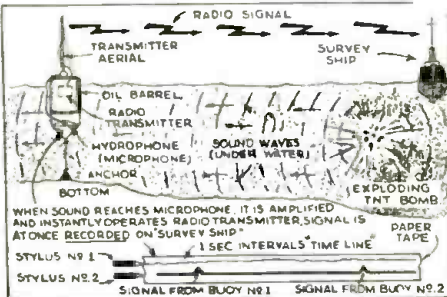 RADIO SIGNAL
TRANSMITTER
AERIAL
SURVEY
SHIP
OIL BARREL
RADIO
TRANSMITTER
HYDROPHONE
(MICROPHONE)
ANCHOR
BOTTOM
SOUND WAVES
(UNDER WATER)
EXPLODING
TNT BOMB
WHEN SOUND REACHES MICROPHONE, IT IS AMPLIFIED
AND INSTANTLY OPERATES RADIO TRANSMITTER, SIGNAL IS
AT ONCE RECORDED ON "SURVEY SHIP"
PAPER
TAPE
1 SEC INTERVALS "TIME LINE"
STYLUS Nº 1
STYLUS Nº 2
SIGNAL FROM BUOY Nº 1
SIGNAL FROM BUOY Nº 2